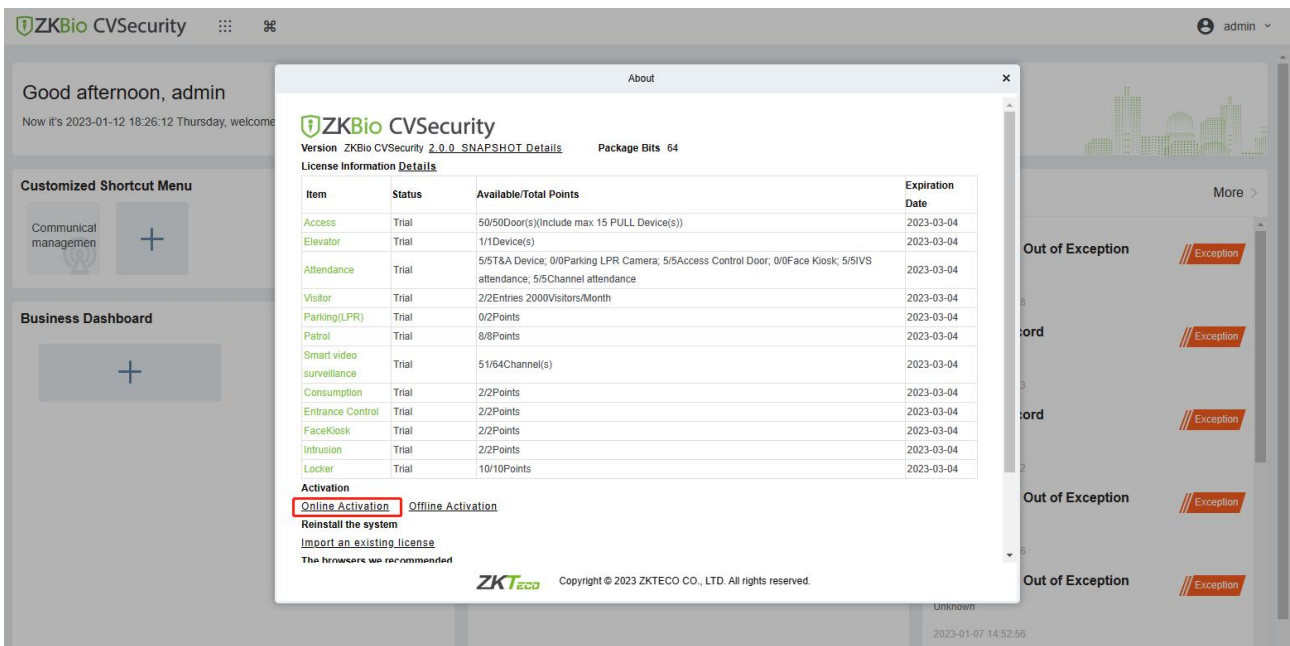 ZKBio CVSecurity
admin
Good afternoon, admin
Now it's 2023-01-12 18:26:12 Thursday, welcome
Customized Shortcut Menu
Communicat
managemen
Business Dashboard
About
ZKBio CVSecurity
Version ZKBio CVSecurity 2.0.0_SNAPSHOT Details Package Bits 64
License Information Details
Item Status Available/Total Points Expiration Date
Access Trial 50/50Door(s)(Include max 15 PULL Device(s)) 2023-03-04
Elevator Trial 1/1Device(s) 2023-03-04
Attendance Trial 5/5T&A Device; 0/0Parking LPR Camera; 5/5Access Control Door; 0/0Face Kiosk; 5/5IVS
attendance; 5/5Channel attendance 2023-03-04
Visitor Trial 2/2Entries 2000Visitors/Month 2023-03-04
Parking(LPR) Trial 0/2Points 2023-03-04
Patrol Trial 8/8Points 2023-03-04
Smart video
surveillance Trial 51/64Channel(s) 2023-03-04
Consumption Trial 2/2Points 2023-03-04
Entrance Control Trial 2/2Points 2023-03-04
FaceKiosk Trial 2/2Points 2023-03-04
Intrusion Trial 2/2Points 2023-03-04
Locker Trial 10/10Points 2023-03-04
Activation
Online Activation Offline Activation
Reinstall the system
Import an existing license
The browsers we recommended
ZKTeco Copyright © 2023 ZKTECO CO., LTD. All rights reserved.
More
Out of Exception
Exception
8
cord
Exception
3
cord
Exception
2
Out of Exception
Exception
6
Out of Exception
Exception
Unknown
2023-01-07 14:52:56